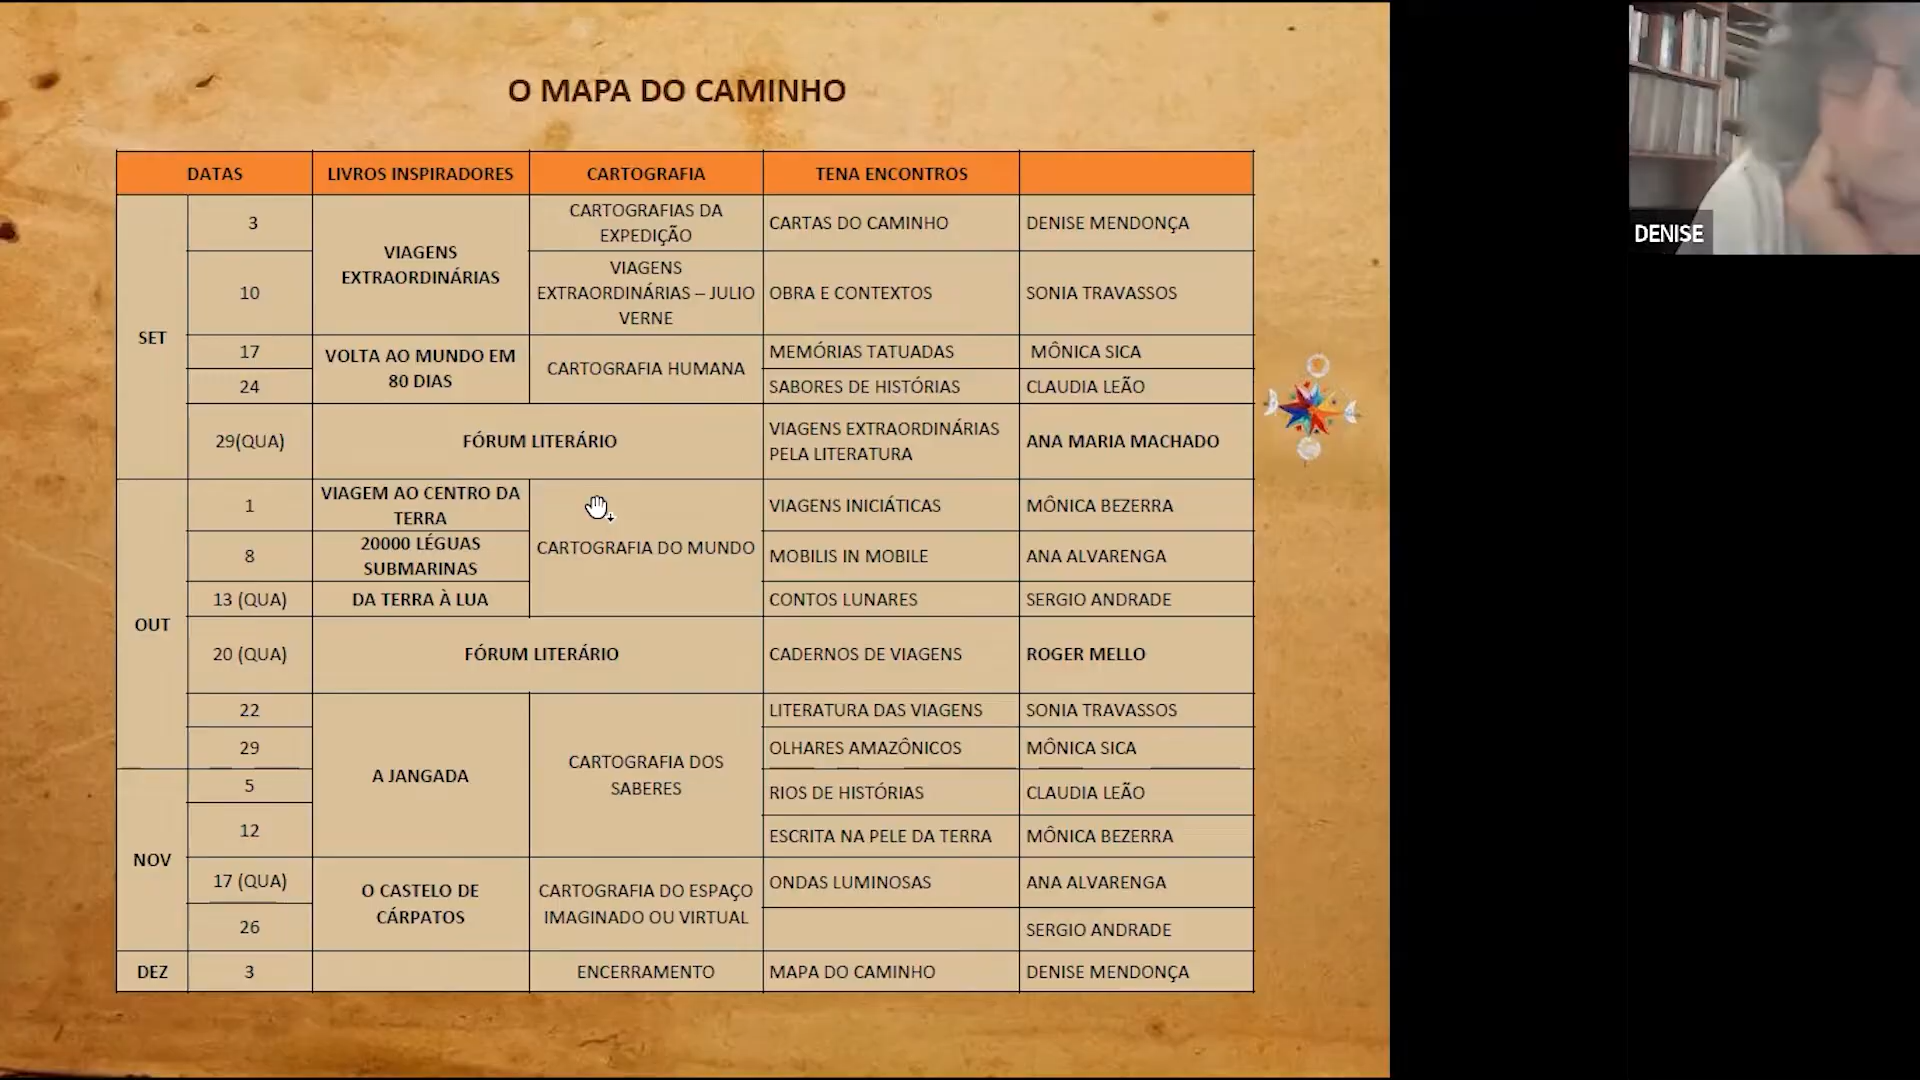 O MAPA DO CAMINHO
DATAS LIVROS INSPIRADORES CARTOGRAFIA TENA ENCONTROS
SET
3
VIAGENS
EXTRAORDINÁRIAS
CARTOGRAFIAS DA
EXPEDIÇÃO
CARTAS DO CAMINHO
DENISE MENDONÇA
10
VIAGENS
EXTRAORDINÁRIAS – JULIO
VERNE
OBRA E CONTEXTOS
SONIA TRAVASSOS
17
VOLTA AO MUNDO EM
80 DIAS
CARTOGRAFIA HUMANA
MEMÓRIAS TATUADAS
MÔNICA SICA
24
SABORES DE HISTÓRIAS
CLAUDIA LEÃO
29(QUA)
FÓRUM LITERÁRIO
VIAGENS EXTRAORDINÁRIAS
PELA LITERATURA
ANA MARIA MACHADO
OUT
1
VIAGEM AO CENTRO DA
TERRA
CARTOGRAFIA DO MUNDO
VIAGENS INICIÁTICAS
MÔNICA BEZERRA
8
20000 LÉGUAS
SUBMARINAS
MOBILIS IN MOBILE
ANA ALVARENGA
13 (QUA)
DA TERRA À LUA
CONTOS LUNARES
SERGIO ANDRADE
20 (QUA)
FÓRUM LITERÁRIO
CADERNOS DE VIAGENS
ROGER MELLO
22
A JANGADA
CARTOGRAFIA DOS
SABERES
LITERATURA DAS VIAGENS
SONIA TRAVASSOS
29
OLHARES AMAZÔNICOS
MÔNICA SICA
NOV
5
RIOS DE HISTÓRIAS
CLAUDIA LEÃO
12
ESCRITA NA PELE DA TERRA
MÔNICA BEZERRA
17 (QUA)
O CASTELO DE
CÁRPATOS
CARTOGRAFIA DO ESPAÇO
IMAGINADO OU VIRTUAL
ONDAS LUMINOSAS
ANA ALVARENGA
26
SERGIO ANDRADE
DEZ
3
ENCERRAMENTO
MAPA DO CAMINHO
DENISE MENDONÇA
DENISE